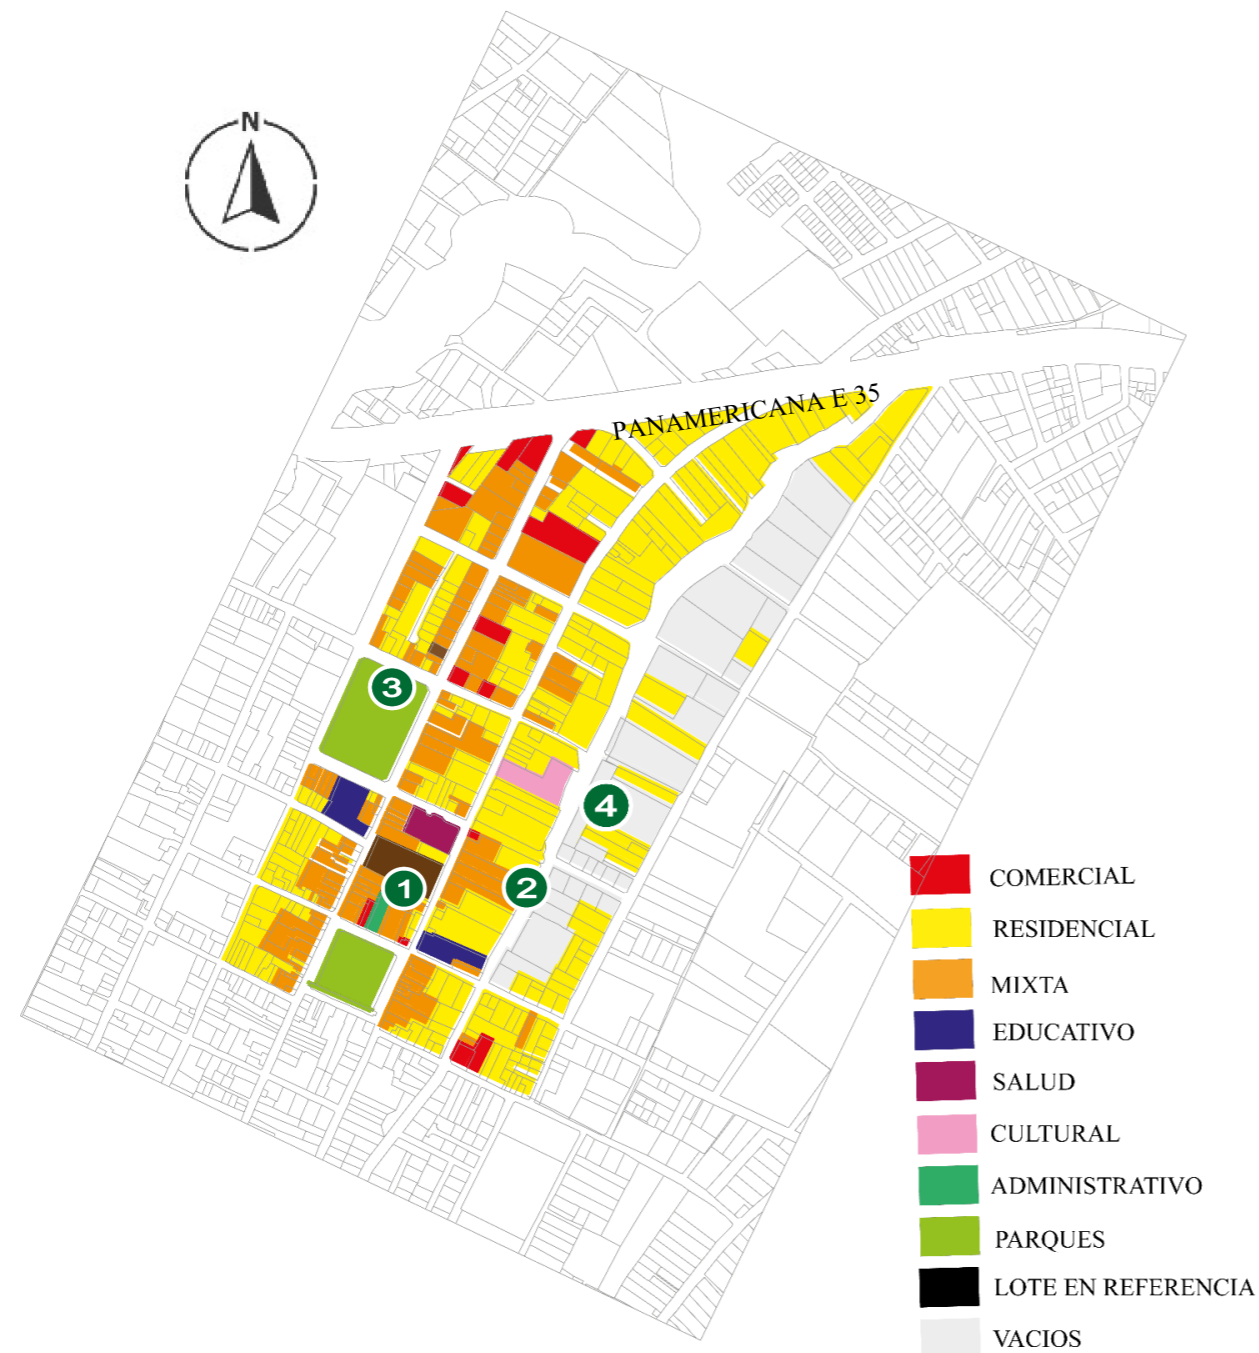 N
PANAMERICANA E 35
3
4
1
2
COMERCIAL
RESIDENCIAL
MIXTA
EDUCATIVO
SALUD
CULTURAL
ADMINISTRATIVO
PARQUES
LOTE EN REFERENCIA
VACIOS